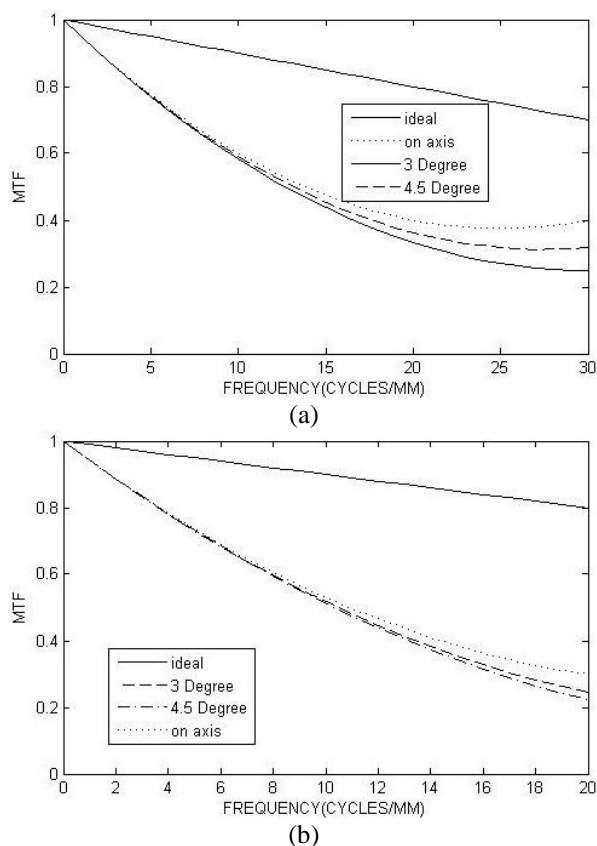 1
0.8
0.6
0.4
0.2
0
MTF
ideal
on axis
3 Degree
4.5 Degree
0 5 10 15 20 25 30
FREQUENCY(CYCLES/MM)
(a)
1
0.8
0.6
0.4
0.2
0
MTF
ideal
3 Degree
4.5 Degree
on axis
0 2 4 6 8 10 12 14 16 18 20
FREQUENCY(CYCLES/MM)
(b)